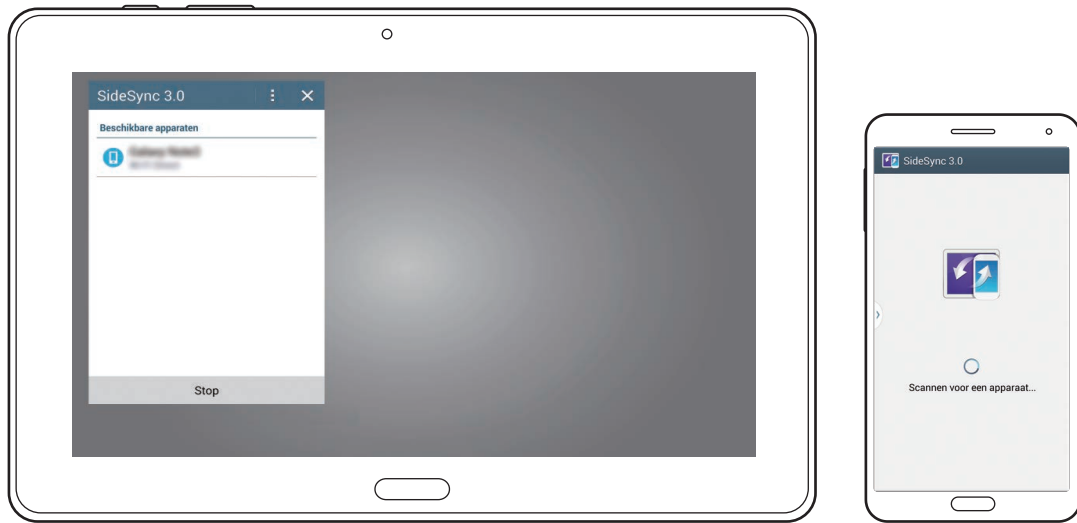 SideSync 3.0
Beschikbare apparaten
Stop
SideSync 3.0
Scannen voor een apparaat...